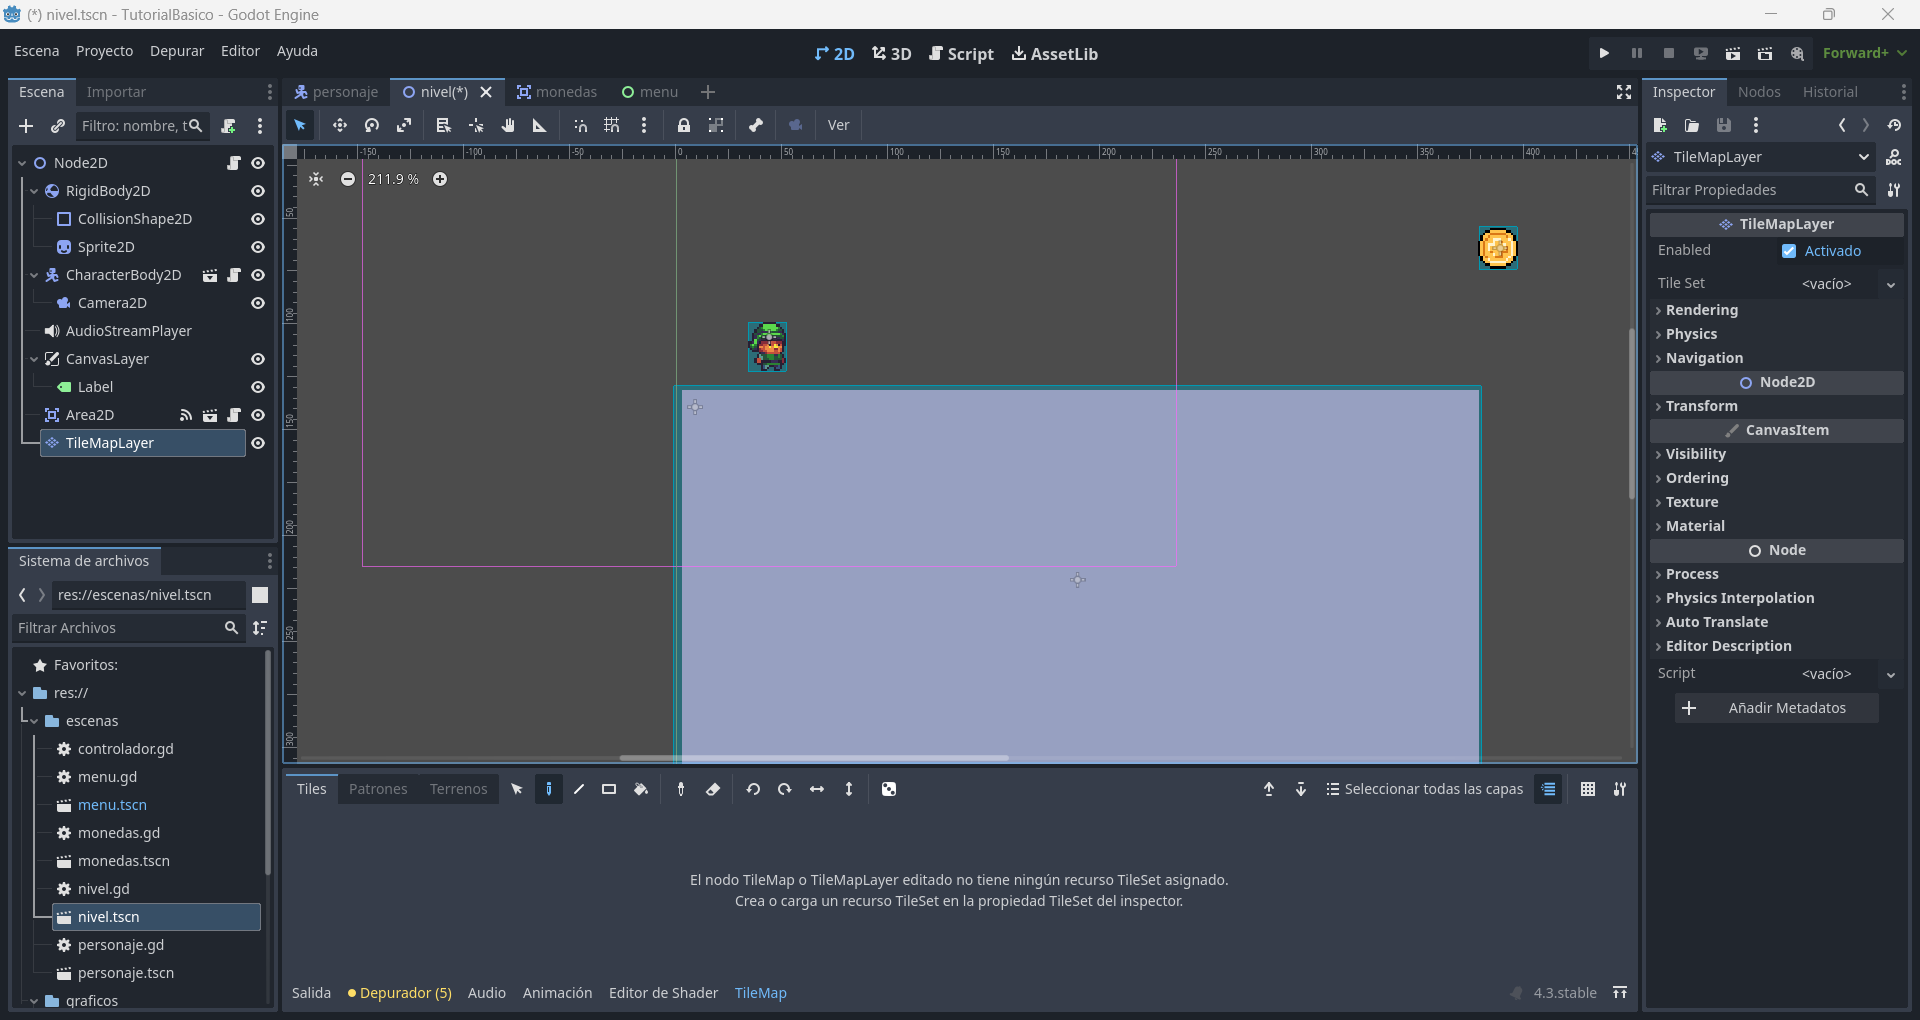 (*) nivel.tscn - TutorialBasico - Godot Engine
Escena Proyecto Depurar Editor Ayuda
2D 3D Script AssetLib
Forward+
Escena Importar
Filtro: nombre, t
Node2D
RigidBody2D
CollisionShape2D
Sprite2D
CharacterBody2D
Camera2D
AudioStreamPlayer
CanvasLayer
Label
Area2D
TileMapLayer
Sistema de archivos
res://escenas/nivel.tscn
Filtrar Archivos
Favoritos:
res://
escenas
controlador.gd
menu.gd
menu.tscn
monedas.gd
monedas.tscn
nivel.gd
nivel.tscn
personaje.gd
personaje.tscn
graficos
personaje nivel(*) monedas menu
Ver
-150 -100 -50 0 50 100 150 200 250 300 350 400
50
100
150
200
250
300
211.9 %
Tiles Patrones Terrenos
Seleccionar todas las capas
El nodo TileMap o TileMapLayer editado no tiene ningún recurso TileSet asignado.
Crea o carga un recurso TileSet en la propiedad TileSet del inspector.
Salida Depurador (5) Audio Animación Editor de Shader TileMap
4.3.stable
Inspector Nodos Historial
TileMapLayer
DOC
Filtrar Propiedades
TileMapLayer
Enabled Activado
Tile Set <vacío>
Rendering
Physics
Navigation
Node2D
Transform
CanvasItem
Visibility
Ordering
Texture
Material
Node
Process
Physics Interpolation
Auto Translate
Editor Description
Script <vacío>
Añadir Metadatos